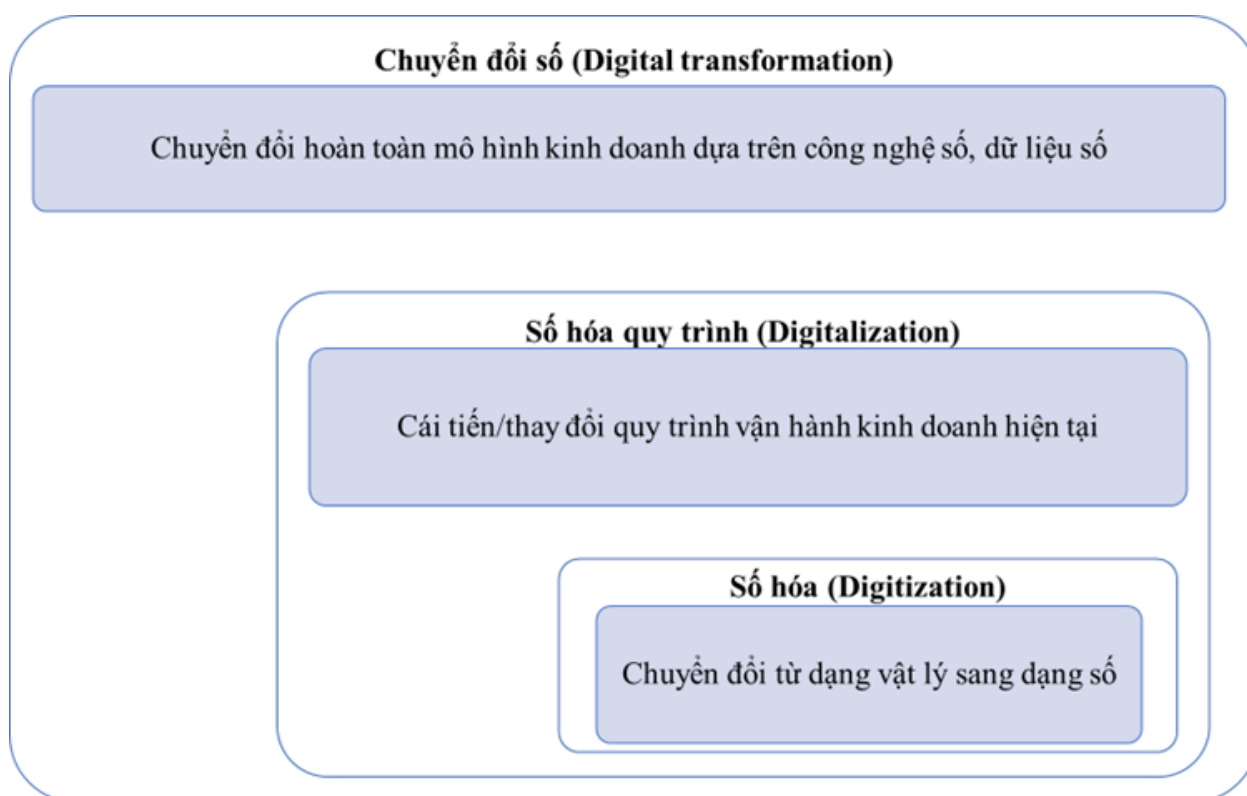 Chuyển đổi số (Digital transformation)
Chuyển đổi hoàn toàn mô hình kinh doanh dựa trên công nghệ số, dữ liệu số
Số hóa quy trình (Digitalization)
Cái tiến/thay đổi quy trình vận hành kinh doanh hiện tại
Số hóa (Digitization)
Chuyển đổi từ dạng vật lý sang dạng số